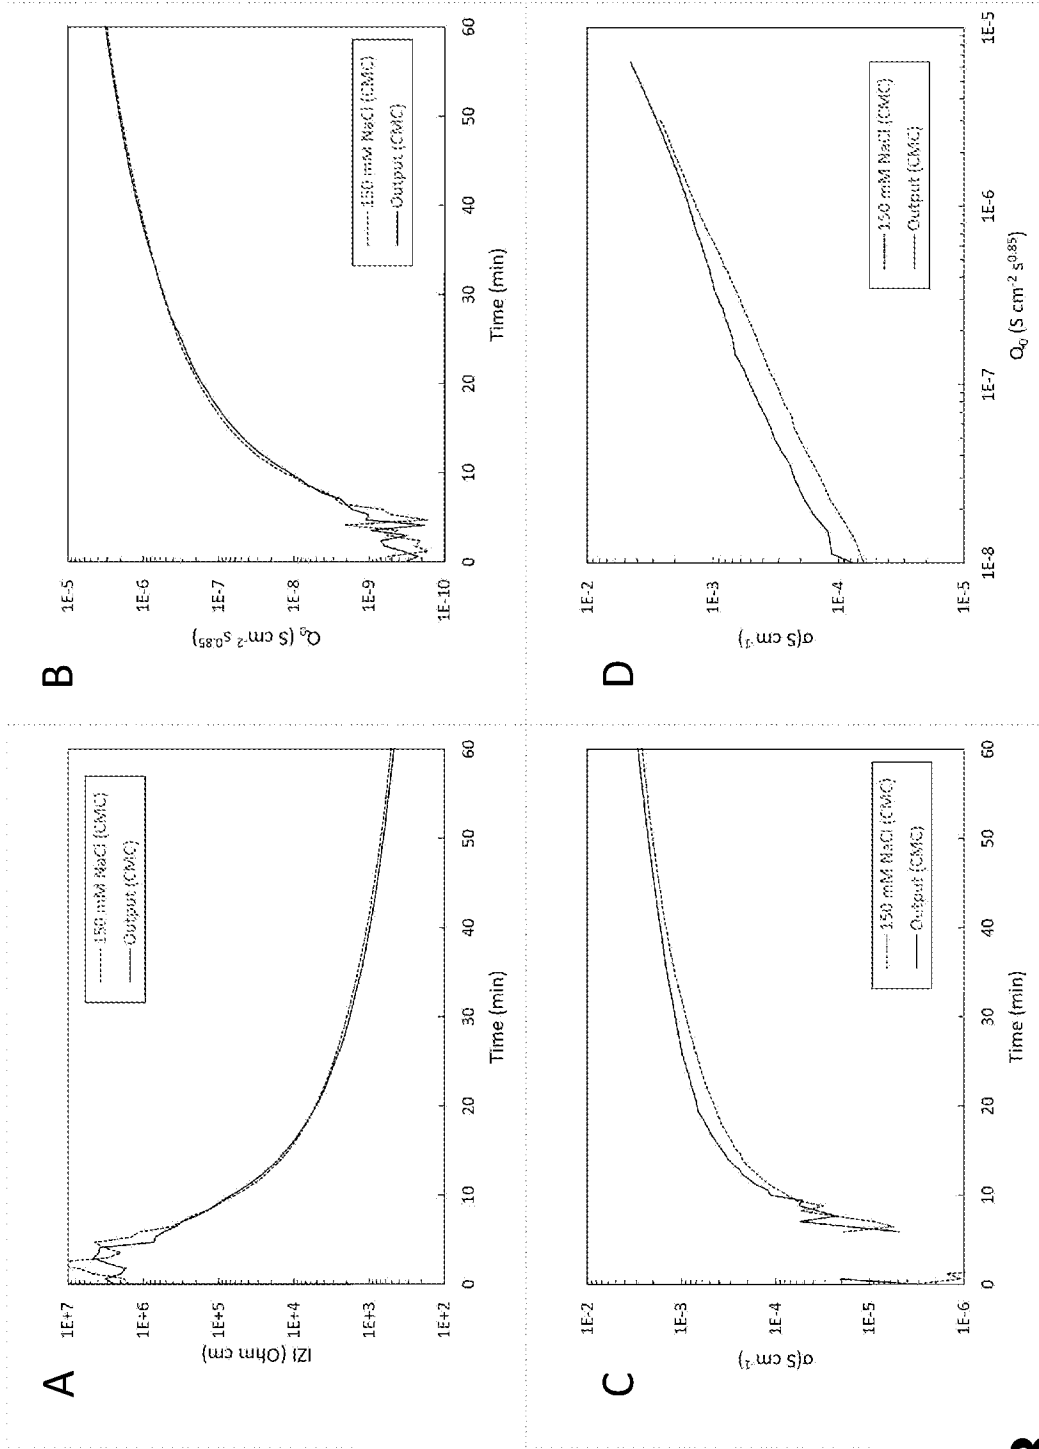 A
1E+7
1E+6
1E+5
1E+4
1E+3
1E+2
|Z| (Ohm cm)
0 10 20 30 40 50 60
Time (min)
150 mM NaCl (CMC)
Output (CMC)
B
1E-5
1E-6
1E-7
1E-8
1E-9
1E-10
Q₀ (S cm⁻² s⁰·⁸⁵)
0 10 20 30 40 50 60
Time (min)
150 mM NaCl (CMC)
Output (CMC)
C
1E-2
1E-3
1E-4
1E-5
1E-6
σ(S cm⁻¹)
0 10 20 30 40 50 60
Time (min)
150 mM NaCl (CMC)
Output (CMC)
D
1E-2
1E-3
1E-4
1E-5
σ(S cm⁻¹)
1E-8 1E-7 1E-6 1E-5
Q₀ (S cm⁻² s⁰·⁸⁵)
150 mM NaCl (CMC)
Output (CMC)